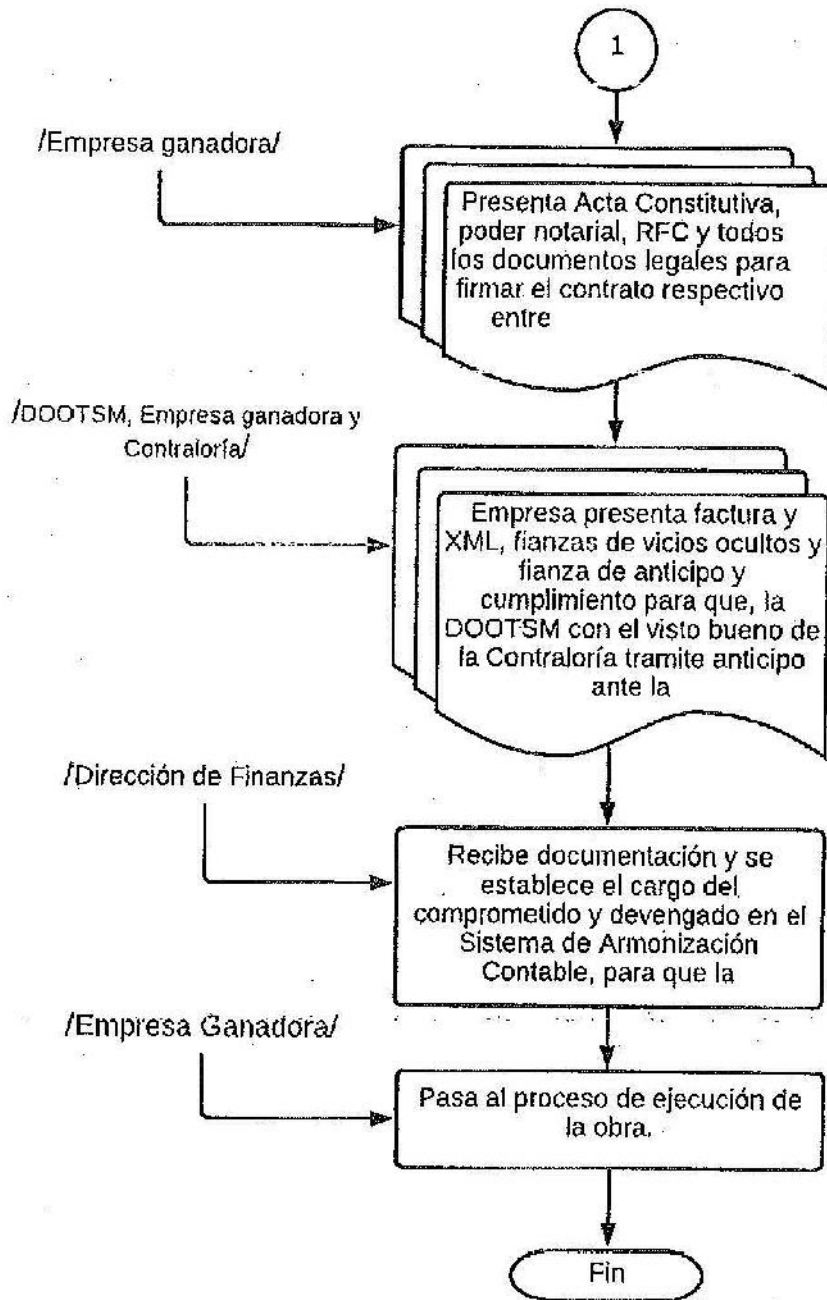 1
/Empresa ganadora/
Presenta Acta Constitutiva,
poder notarial, RFC y todos
los documentos legales para
firmar el contrato respectivo
entre
/DOOTSM, Empresa ganadora y
Contraloría/
Empresa presenta factura y
XML, fianzas de vicios ocultos y
fianza de anticipo y
cumplimiento para que, la
DOOTSM con el visto bueno de
la Contraloría tramite anticipo
ante la
/Dirección de Finanzas/
Recibe documentación y se
establece el cargo del
comprometido y devengado en el
Sistema de Armonización
Contable, para que la
/Empresa Ganadora/
Pasa al proceso de ejecución de
la obra.
Fin